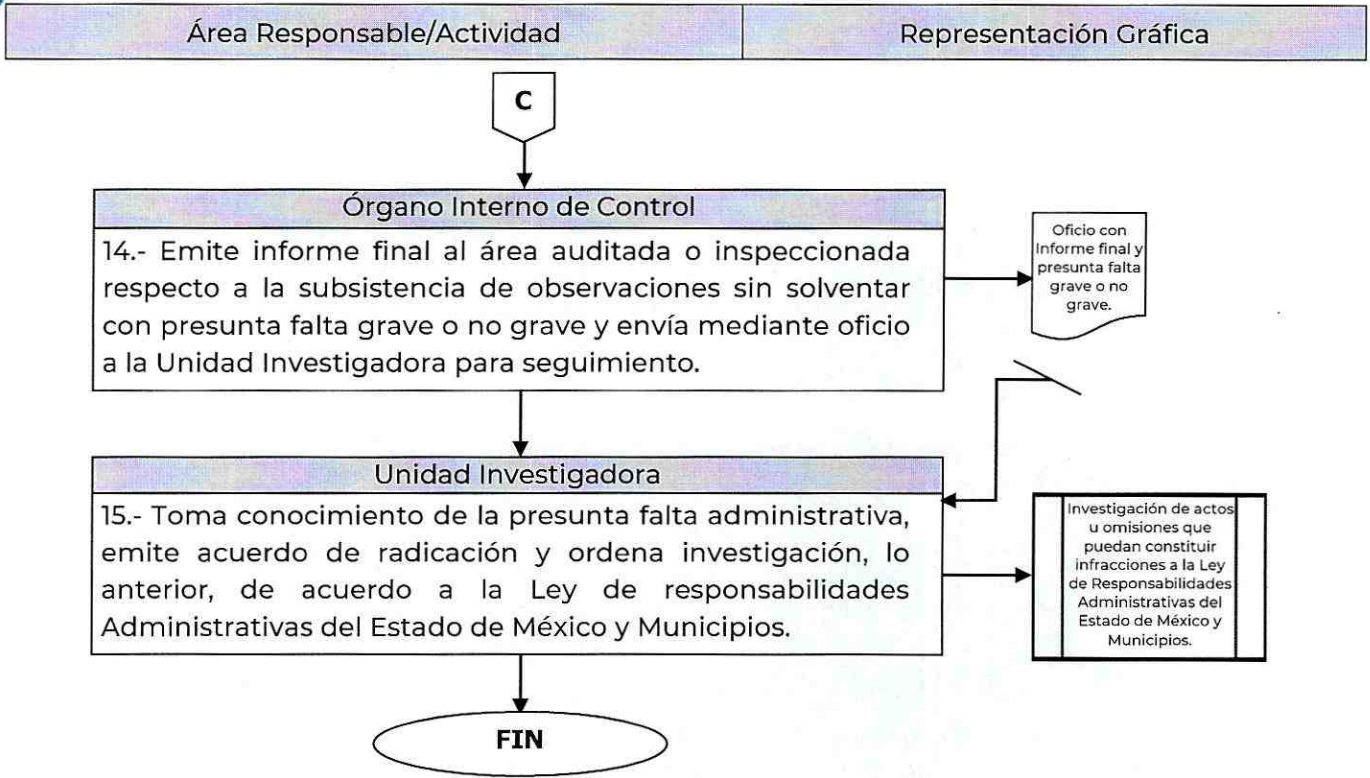 Área Responsable/Actividad
Representación Gráfica
C
Órgano Interno de Control
14.- Emite informe final al área auditada o inspeccionada
respecto a la subsistencia de observaciones sin solventar
con presunta falta grave o no grave y envía mediante oficio
a la Unidad Investigadora para seguimiento.
Oficio con
Informe final y
presunta falta
grave o no
grave.
Unidad Investigadora
15.- Toma conocimiento de la presunta falta administrativa,
emite acuerdo de radicación y ordena investigación, lo
anterior, de acuerdo a la Ley de responsabilidades
Administrativas del Estado de México y Municipios.
Investigación de actos
u omisiones que
puedan constituir
infracciones a la Ley
de Responsabilidades
Administrativas del
Estado de México y
Municipios.
FIN